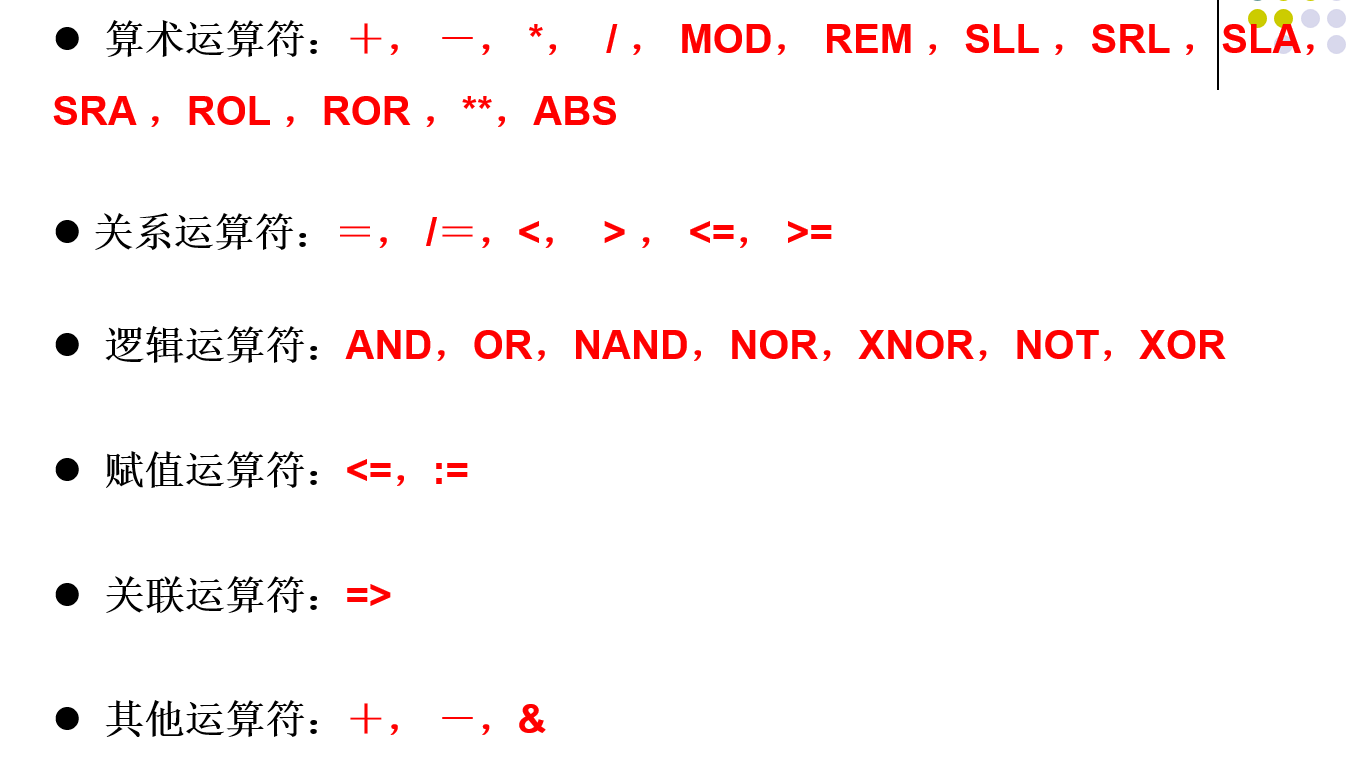 ● 算术运算符：＋， －， *， / ， MOD， REM ，SLL ，SRL ，SLA，
SRA ，ROL ，ROR ，**，ABS
● 关系运算符：＝， /＝，<， > ， <=， >=
● 逻辑运算符：AND，OR，NAND，NOR，XNOR，NOT，XOR
● 赋值运算符：<=，:=
● 关联运算符：=>
● 其他运算符：＋， －，&